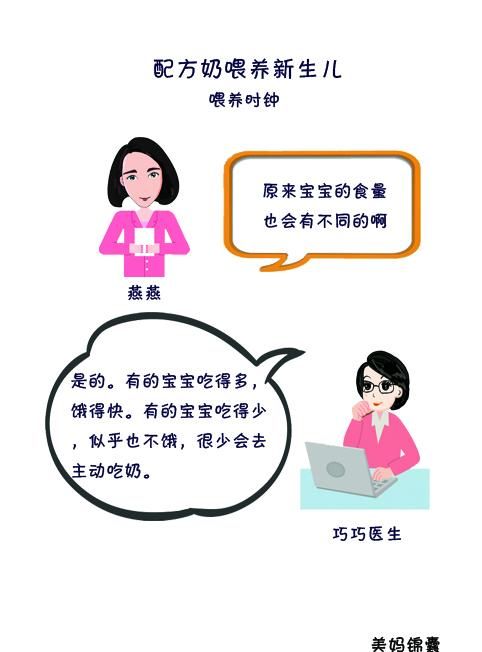 配方奶喂养新生儿
喂养时钟
原来宝宝的食量
也会有不同的啊
燕燕
是的。有的宝宝吃得多，
饿得快。有的宝宝吃得少
，似乎也不饿，很少会去
主动吃奶。
巧巧医生
美妈锦囊